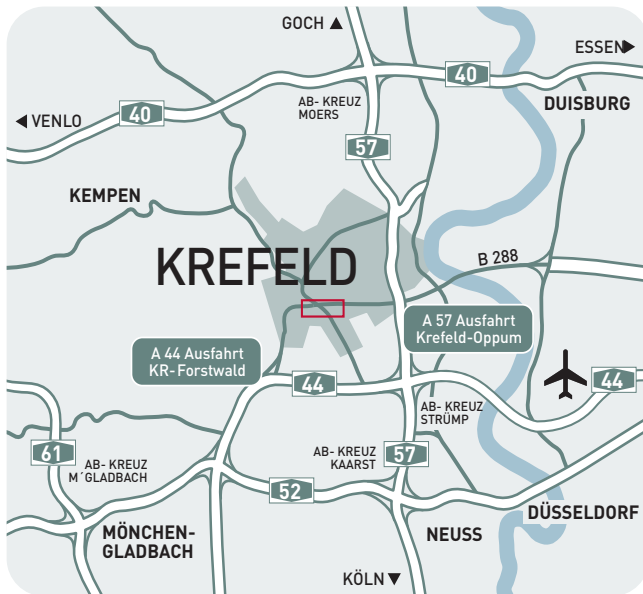 GOCH ▲
ESSEN▶
40
40
DUISBURG
AB- KREUZ
MOERS
◀ VENLO
57
KEMPEN
KREFELD
B 288
A 57 Ausfahrt
Krefeld-Oppum
A 44 Ausfahrt
KR-Forstwald
44
44
AB- KREUZ
STRÜMP
61
AB- KREUZ
M´GLADBACH
AB- KREUZ
KAARST
57
52
DÜSSELDORF
MÖNCHEN-
GLADBACH
NEUSS
KÖLN ▼